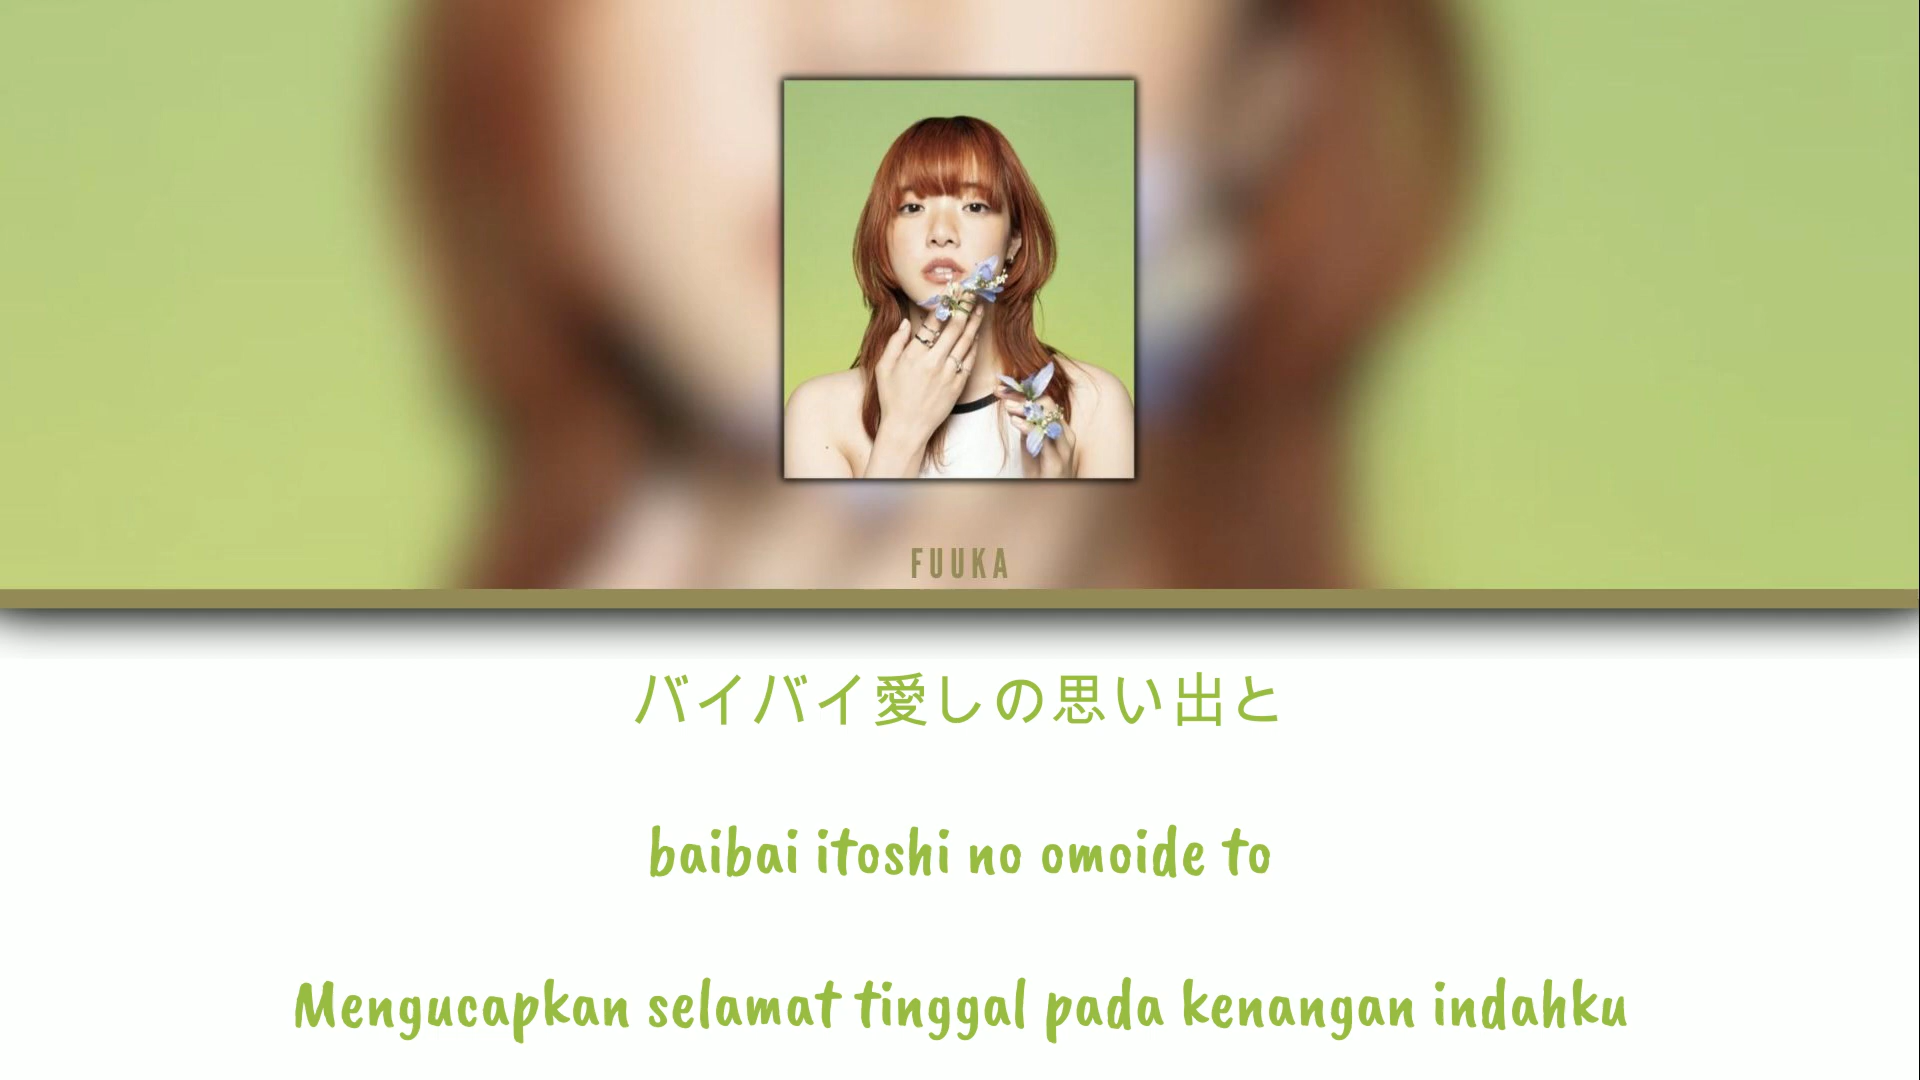 FUUKA
バイバイ愛しの思い出と
baibai itoshi no omoide to
Mengucapkan selamat tinggal pada kenangan indahku